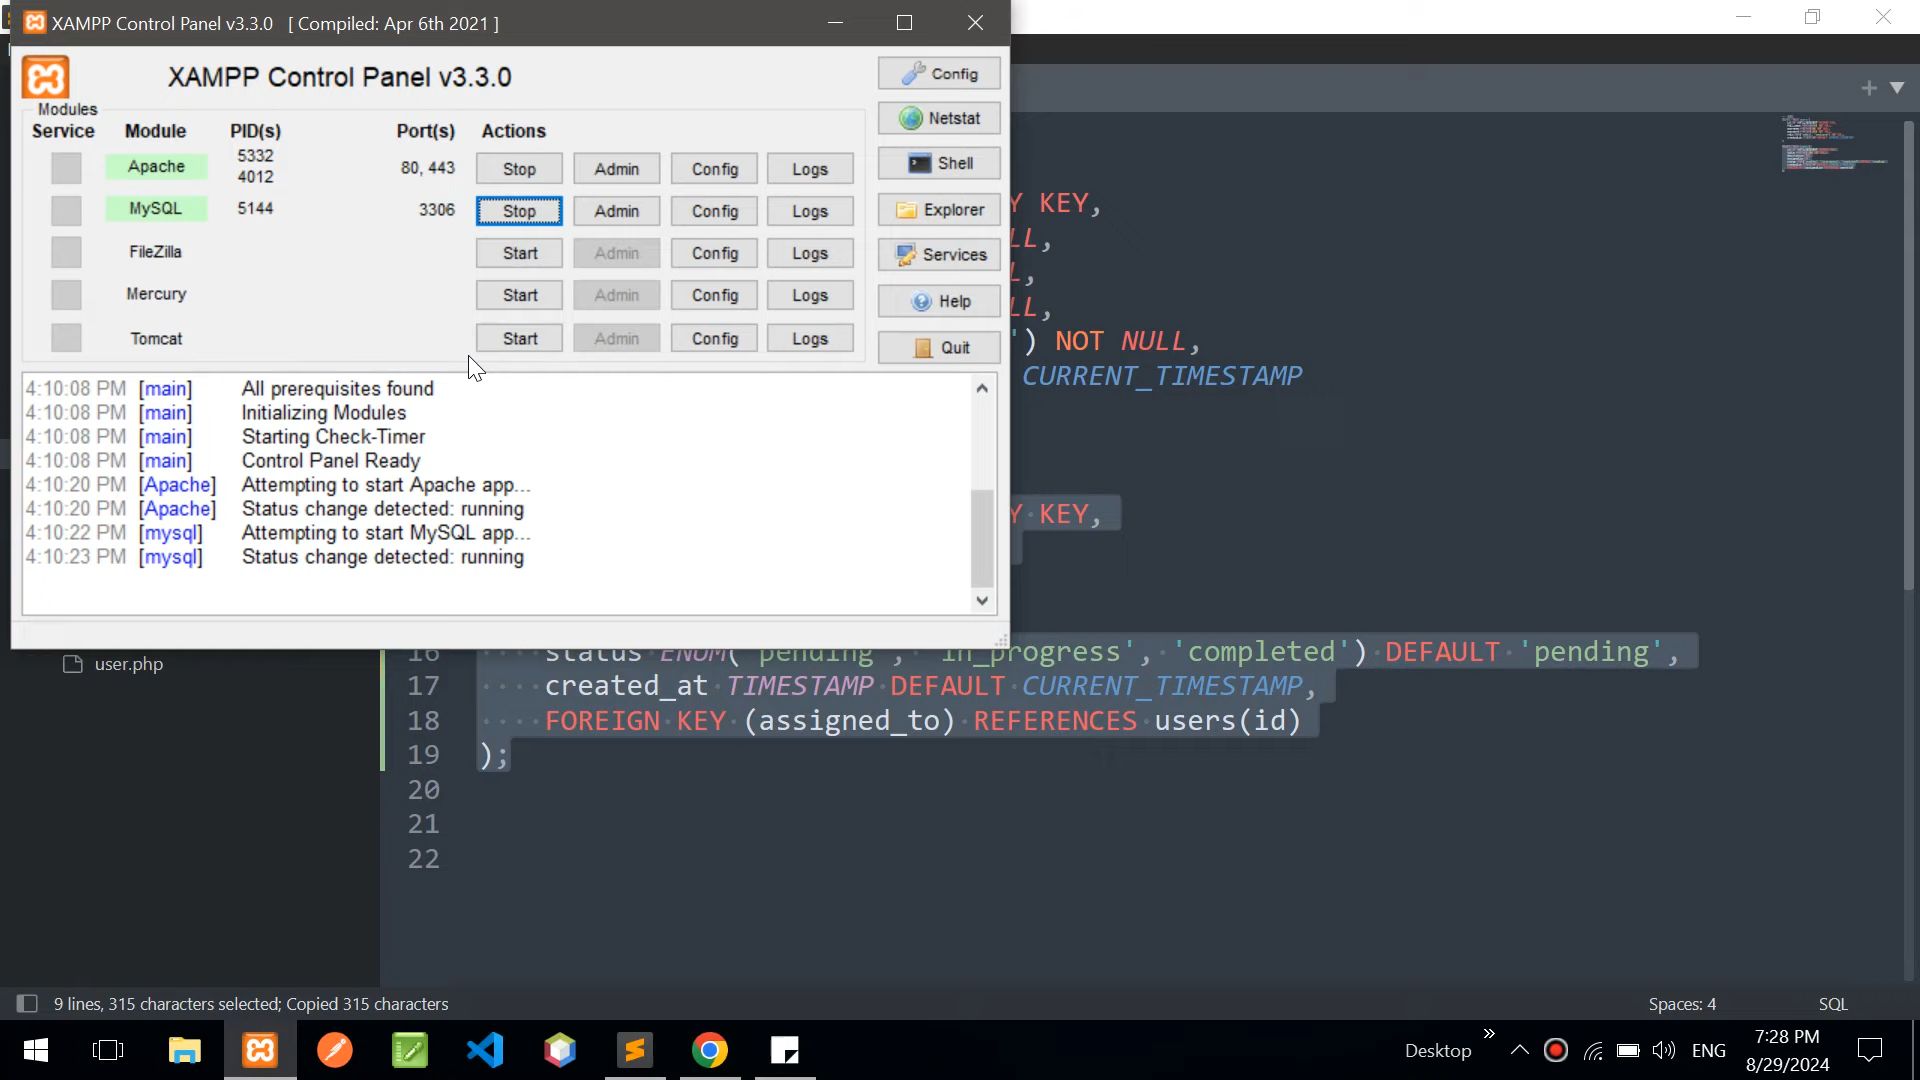 XAMPP Control Panel v3.3.0 [ Compiled: Apr 6th 2021 ]
XAMPP Control Panel v3.3.0
Config
Modules
Service Module PID(s) Port(s) Actions
Netstat
Apache 5332 4012 80, 443 Stop Admin Config Logs
Shell
MySQL 5144 3306 Stop Admin Config Logs
Explorer
FileZilla Start Admin Config Logs
Services
Mercury Start Admin Config Logs
Help
Tomcat Start Admin Config Logs
Quit
4:10:08 PM [main] All prerequisites found
4:10:08 PM [main] Initializing Modules
4:10:08 PM [main] Starting Check-Timer
4:10:08 PM [main] Control Panel Ready
4:10:20 PM [Apache] Attempting to start Apache app...
4:10:20 PM [Apache] Status change detected: running
4:10:22 PM [mysql] Attempting to start MySQL app...
4:10:23 PM [mysql] Status change detected: running
KEY,
') NOT NULL,
CURRENT_TIMESTAMP
KEY,
user.php
16 status ENUM('pending', 'in_progress', 'completed') DEFAULT 'pending',
17 created_at TIMESTAMP DEFAULT CURRENT_TIMESTAMP,
18 FOREIGN KEY (assigned_to) REFERENCES users(id)
19 );
20
21
22
9 lines, 315 characters selected; Copied 315 characters
Spaces: 4
SQL
Desktop
ENG
7:28 PM
8/29/2024